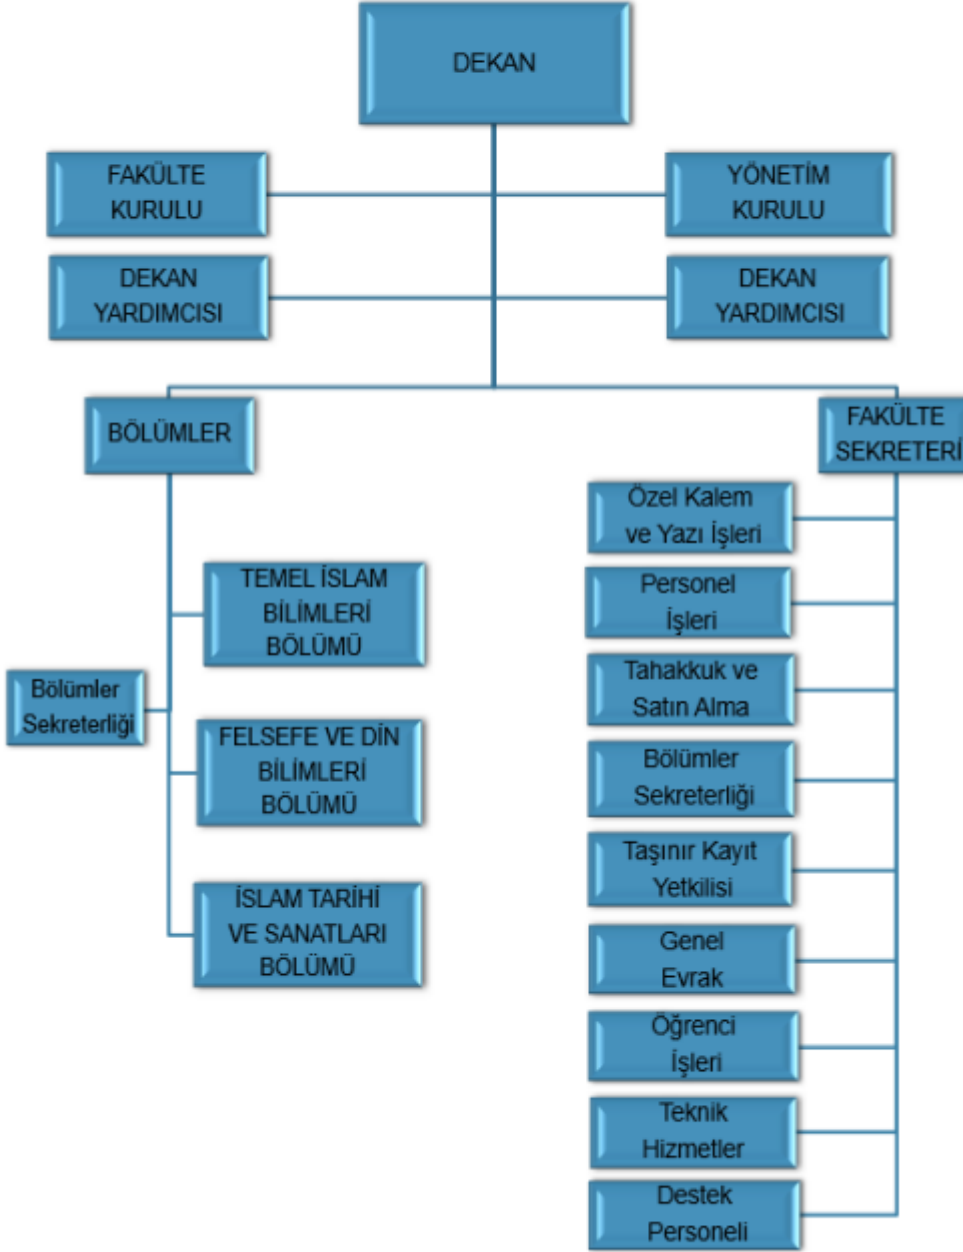 DEKAN
FAKÜLTE
KURULU
YÖNETİM
KURULU
DEKAN
YARDIMCISI
DEKAN
YARDIMCISI
BÖLÜMLER
TEMEL İSLAM
BİLİMLERİ
BÖLÜMÜ
Bölümler
Sekreterliği
FELSEFE VE DİN
BİLİMLERİ
BÖLÜMÜ
İSLAM TARİHİ
VE SANATLARI
BÖLÜMÜ
FAKÜLTE
SEKRETERİ
Özel Kalem
ve Yazı İşleri
Personel
İşleri
Tahakkuk ve
Satın Alma
Bölümler
Sekreterliği
Taşınır Kayıt
Yetkilisi
Genel
Evrak
Öğrenci
İşleri
Teknik
Hizmetler
Destek
Personeli